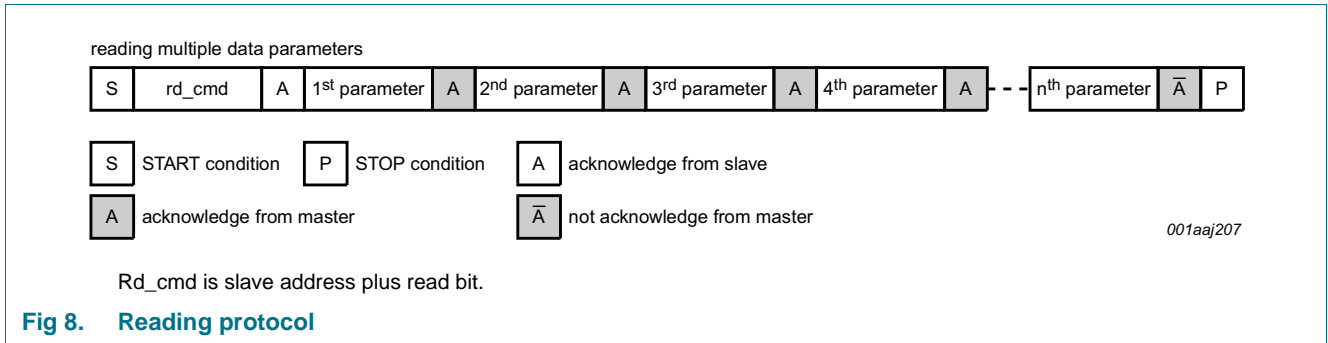 reading multiple data parameters
S rd_cmd A 1st parameter A 2nd parameter A 3rd parameter A 4th parameter A nth parameter A̅ P
S START condition P STOP condition A acknowledge from slave
A acknowledge from master A̅ not acknowledge from master
001aaj207
Rd_cmd is slave address plus read bit.
Fig 8. Reading protocol